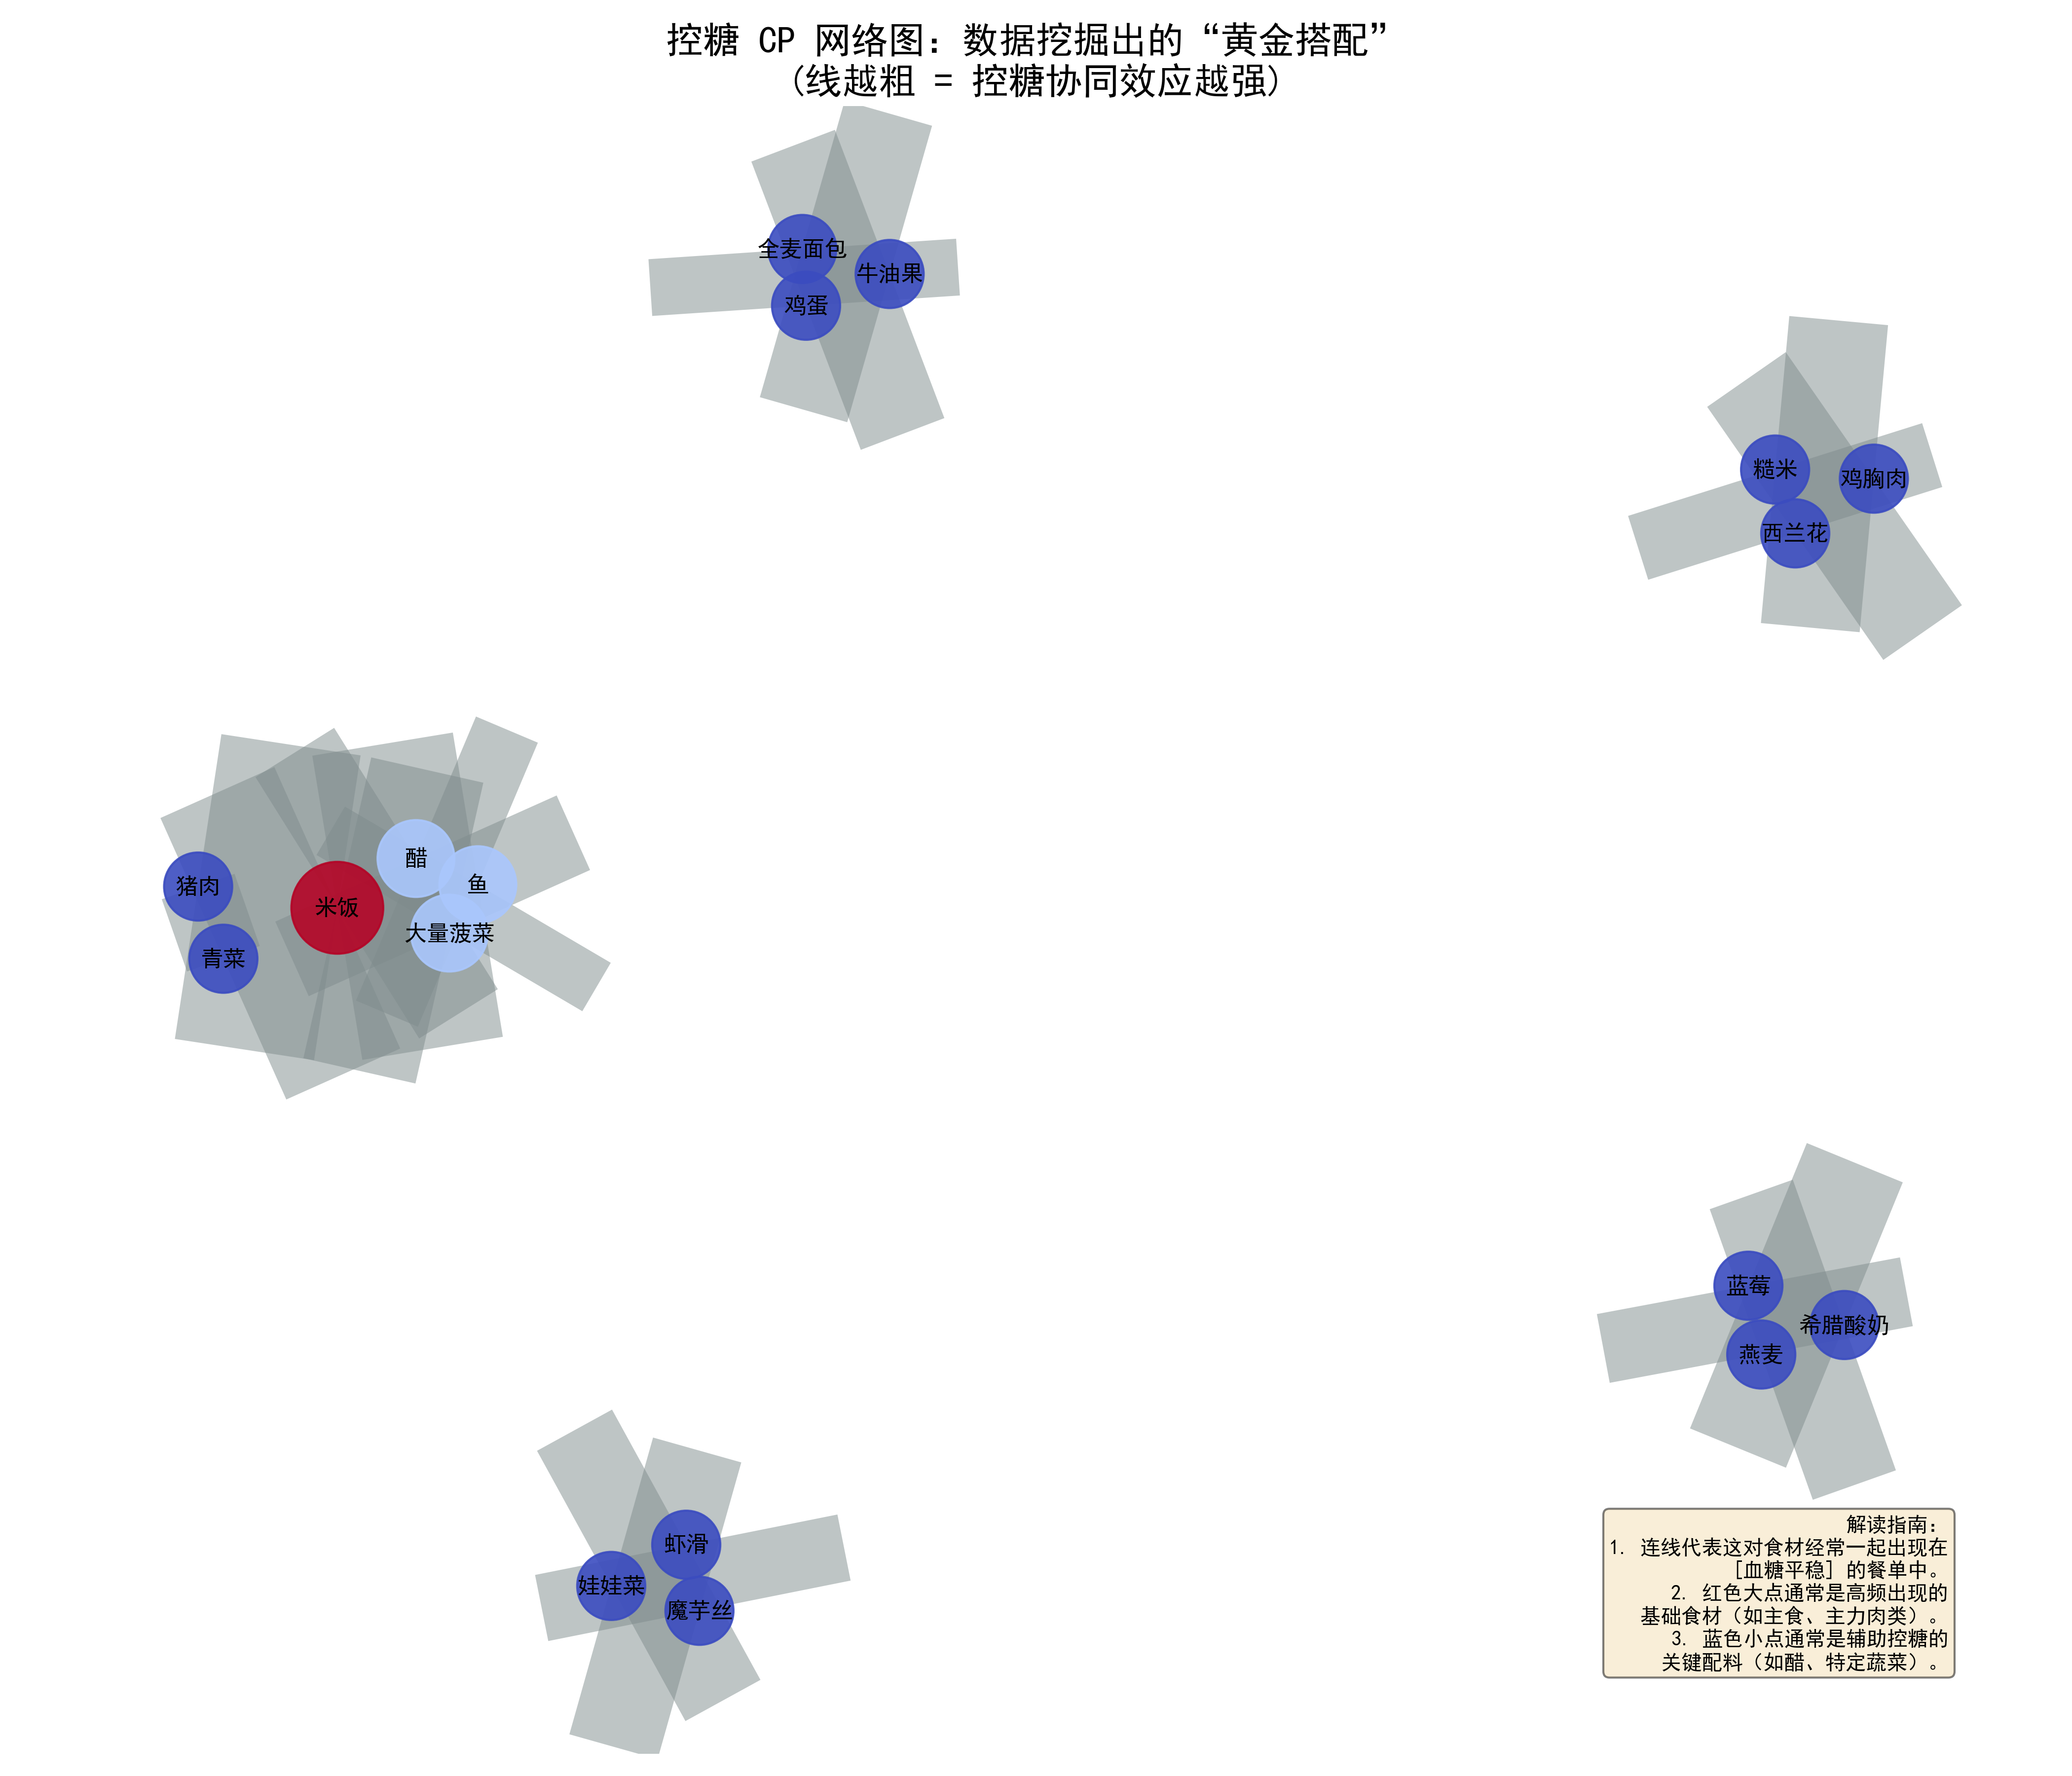 控糖 CP 网络图：数据挖掘出的“黄金搭配”
(线越粗 = 控糖协同效应越强)
全麦面包
牛油果
鸡蛋
糙米
鸡胸肉
西兰花
醋
猪肉
鱼
米饭
大量菠菜
青菜
蓝莓
希腊酸奶
燕麦
虾滑
娃娃菜
魔芋丝
解读指南：
1. 连线代表这对食材经常一起出现在
[血糖平稳] 的餐单中。
2. 红色大点通常是高频出现的
基础食材（如主食、主力肉类）。
3. 蓝色小点通常是辅助控糖的
关键配料（如醋、特定蔬菜）。